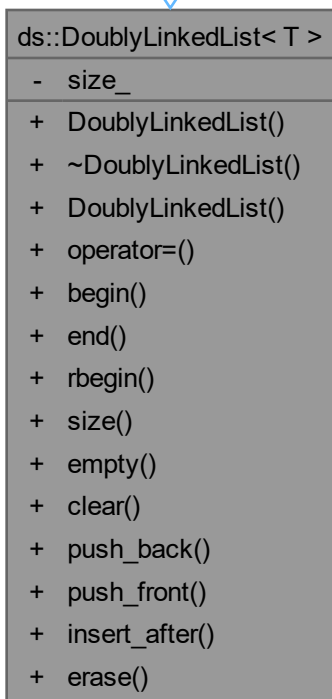 ds::DoublyLinkedList< T >
- size_
+ DoublyLinkedList()
+ ~DoublyLinkedList()
+ DoublyLinkedList()
+ operator=()
+ begin()
+ end()
+ rbegin()
+ size()
+ empty()
+ clear()
+ push_back()
+ push_front()
+ insert_after()
+ erase()